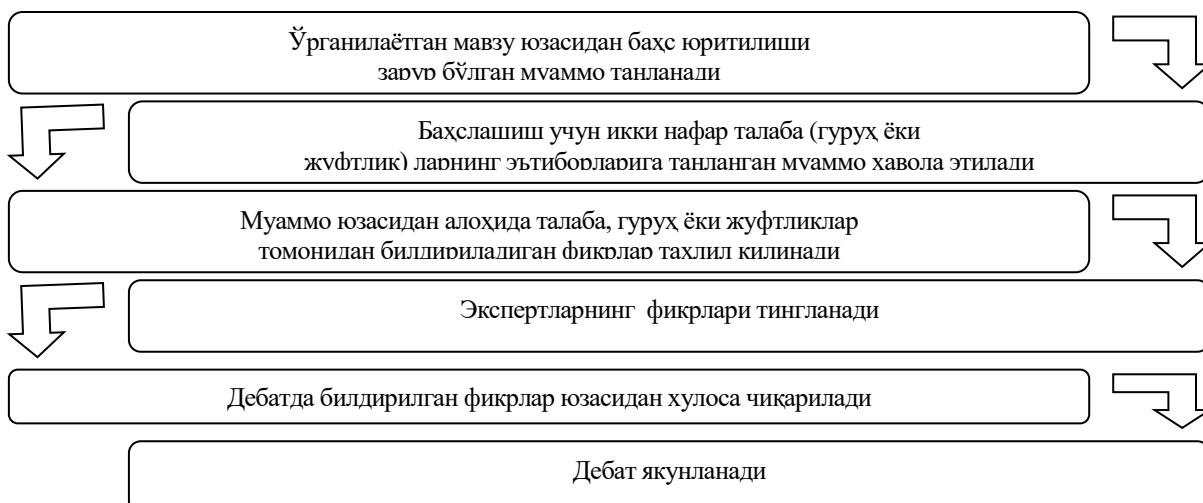 Ўрганилаётган мавзу юзасидан баҳс юритилиши
зарур бўлган муаммо танланади
Баҳслашиш учун икки нафар талаба (гуруҳ ёки
жуфтлик) ларнинг эътиборларига танланган муаммо ҳавола этилади
Муаммо юзасидан алоҳида талаба, гуруҳ ёки жуфтликлар
томонидан билдириладиган фикрлар таҳлил қилинади
Экспертларнинг фикрлари тингланади
Дебатда билдирилган фикрлар юзасидан хулоса чиқарилади
Дебат якунланади